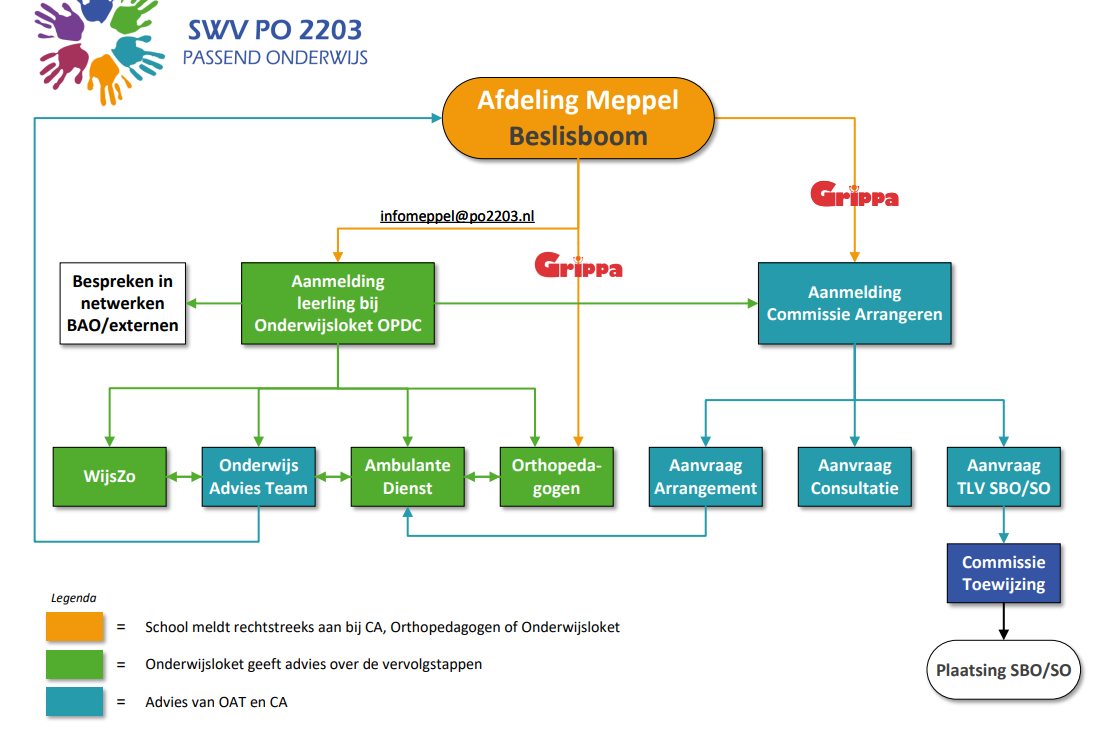 SWV PO 2203
PASSEND ONDERWIJS
Afdeling Meppel
Beslisboom
Grippa
infomeppel@po2203.nl
Grippa
Bespreken in
netwerken
BAO/externen
Aanmelding
leerling bij
Onderwijsloket OPDC
Aanmelding
Commissie Arrangeren
WijsZo
Onderwijs
Advies Team
Ambulante
Dienst
Orthopeda-
gogen
Aanvraag
Arrangement
Aanvraag
Consultatie
Aanvraag
TLV SBO/SO
Commissie
Toewijzing
Plaatsing SBO/SO
Legenda
= School meldt rechtstreeks aan bij CA, Orthopedagogen of Onderwijsloket
= Onderwijsloket geeft advies over de vervolgstappen
= Advies van OAT en CA